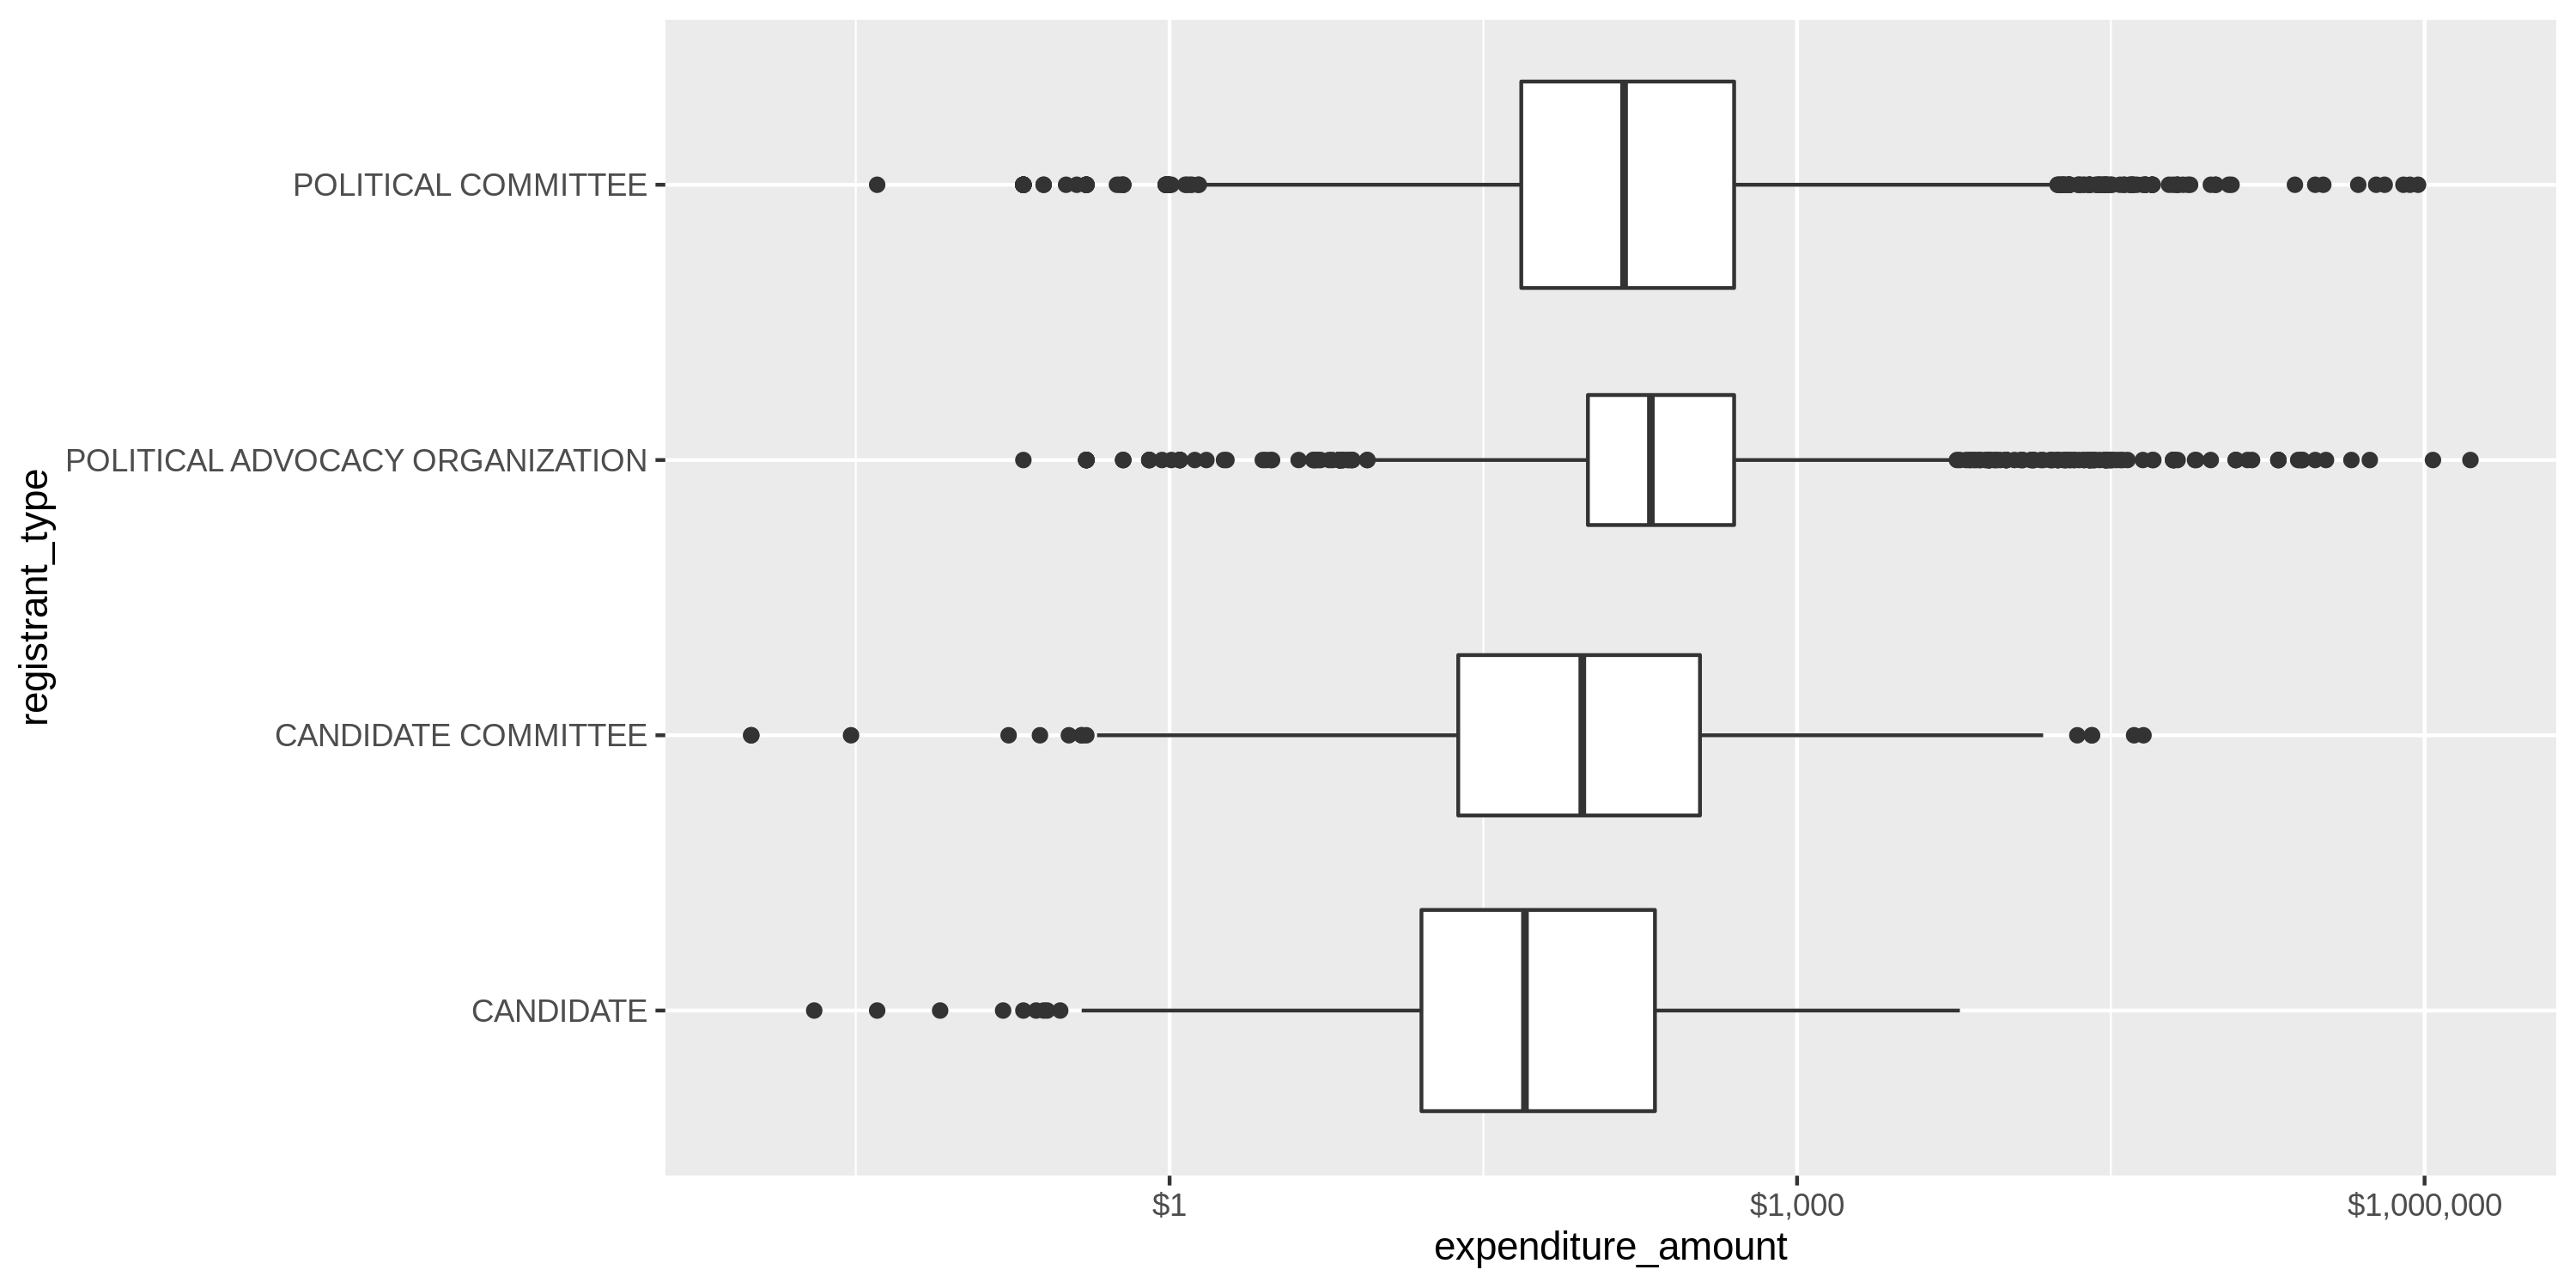 registrant_type
POLITICAL COMMITTEE
POLITICAL ADVOCACY ORGANIZATION
CANDIDATE COMMITTEE
CANDIDATE
$1
$1,000
$1,000,000
expenditure_amount